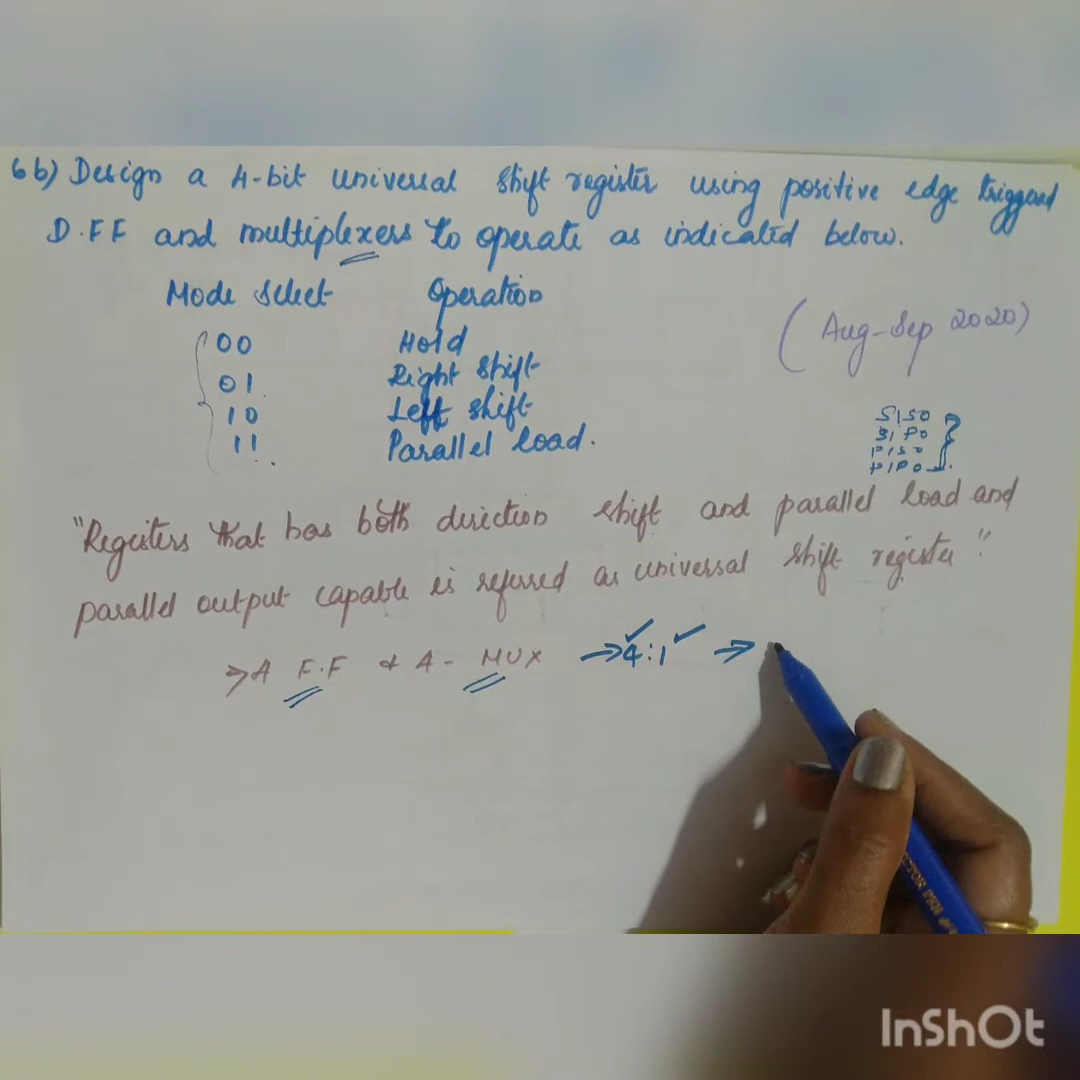 6b) Design a 4-bit universal shift register using positive edge triggared
D.FF and multiplexers to operate as indicated below.
Mode Select Operation
00 Hold
01 Right shift
10 Left shift
11 Parallel load.
(Aug-Sep 2020)
SISO
SIPO
PISO
PIPO
"Registers that has both direction shift and parallel load and
parallel output capable is referred as universal shift register"
→4 F.F & 4- MUX → 4:1 →
VECTOR PEN
InShOt